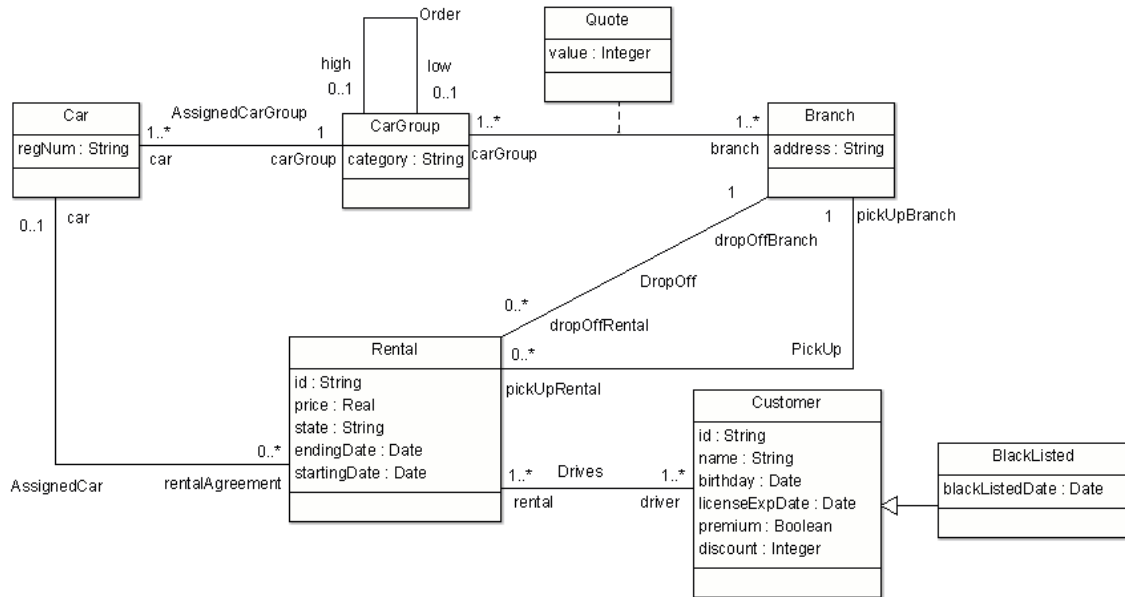 Order
Quote
value : Integer
high
low
0..1
0..1
Car
regNum : String
AssignedCarGroup
1..*
1
car
carGroup
CarGroup
category : String
1..*
1..*
carGroup
branch
Branch
address : String
0..1
car
1
1
pickUpBranch
dropOffBranch
DropOff
0..*
dropOffRental
0..*
PickUp
pickUpRental
Rental
id : String
price : Real
state : String
endingDate : Date
startingDate : Date
0..*
AssignedCar
rentalAgreement
1..*
Drives
1..*
rental
driver
Customer
id : String
name : String
birthday : Date
licenseExpDate : Date
premium : Boolean
discount : Integer
BlackListed
blackListedDate : Date